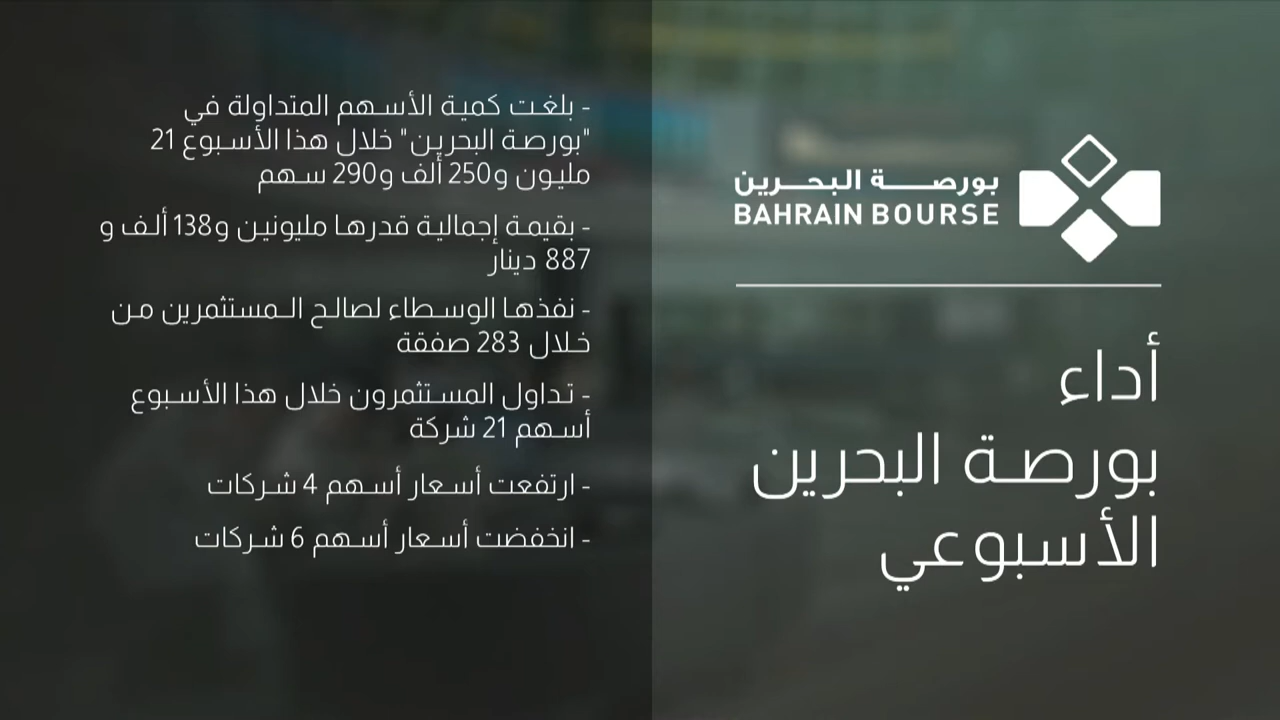 بورصة البحرين
BAHRAIN BOURSE
أداء
بورصة البحرين
الأسبوعي
- بلغت كمية الأسهم المتداولة في
"بورصة البحرين" خلال هذا الأسبوع 21
مليون و250 ألف و290 سهم
- بقيمة إجمالية قدرها مليونين و138 ألف و
887 دينار
- نفذها الوسطاء لصالح المستثمرين من
خلال 283 صفقة
- تداول المستثمرون خلال هذا الأسبوع
أسهم 21 شركة
- ارتفعت أسعار أسهم 4 شركات
- انخفضت أسعار أسهم 6 شركات